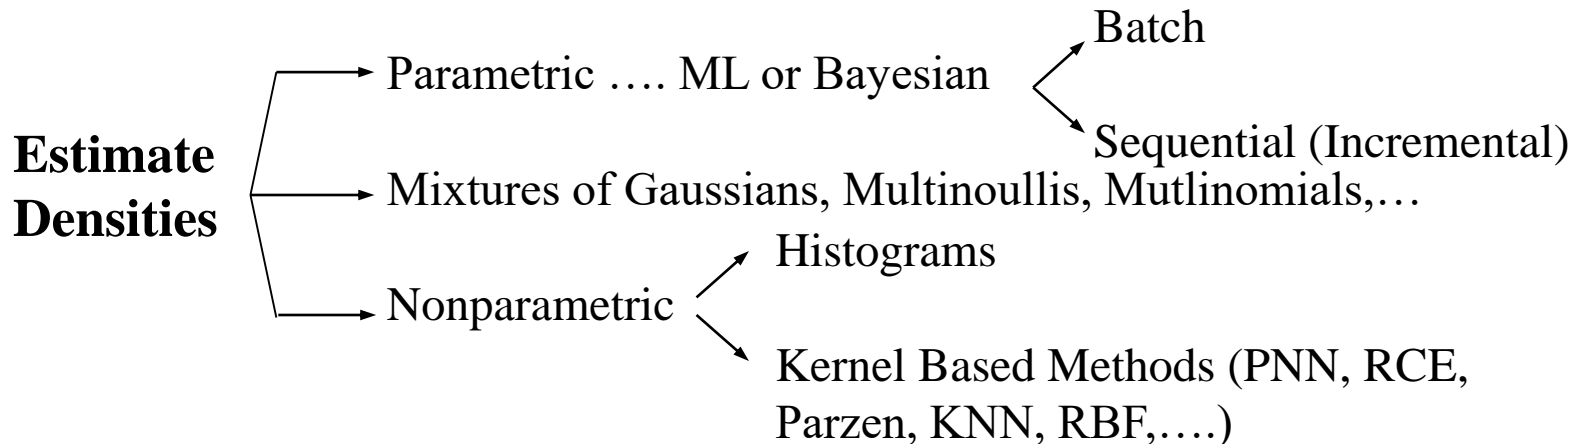 Estimate
Densities
Parametric …. ML or Bayesian
Batch
Sequential (Incremental)
Mixtures of Gaussians, Multinoullis, Mutlinomials,…
Nonparametric
Histograms
Kernel Based Methods (PNN, RCE,
Parzen, KNN, RBF,….)